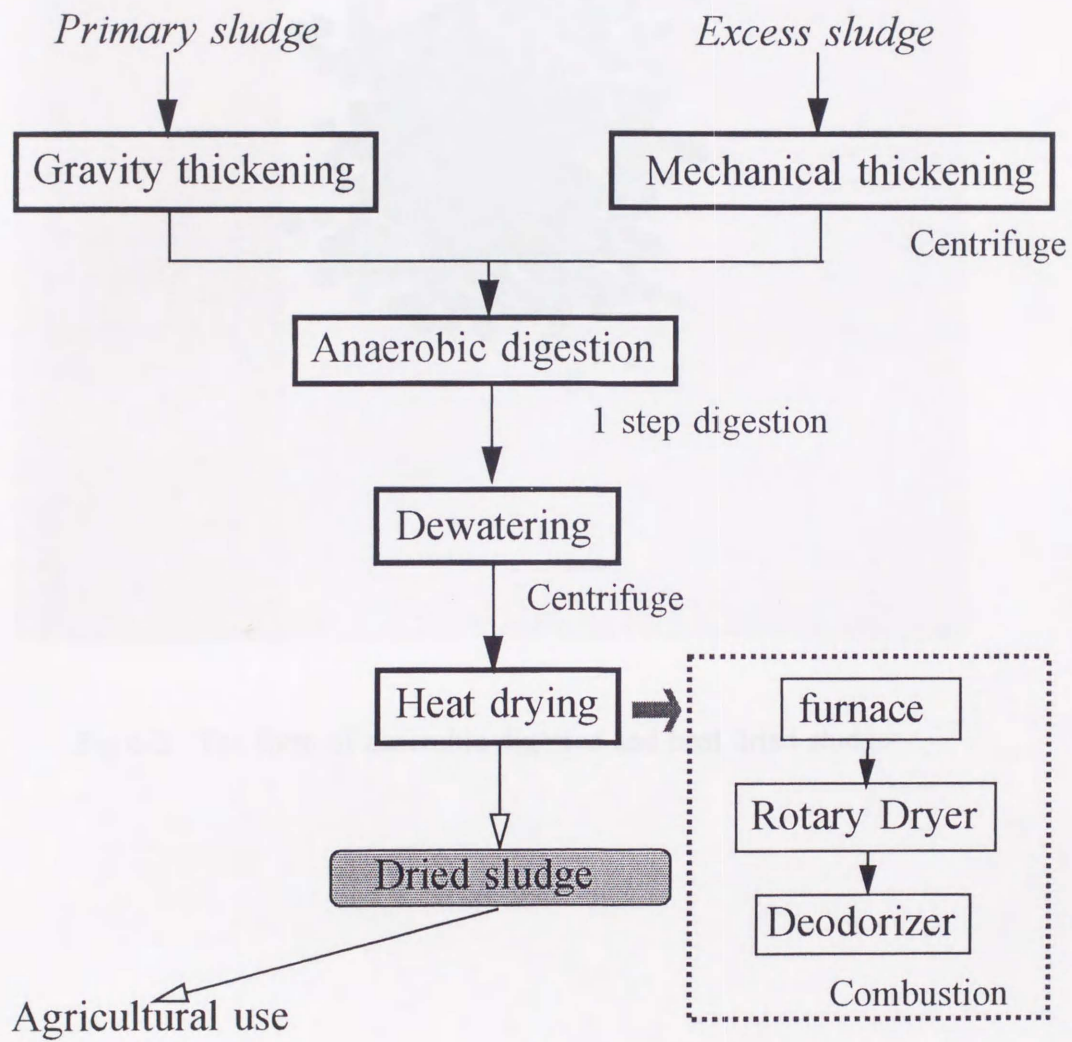 Primary sludge
Excess sludge
Gravity thickening
Mechanical thickening
Centrifuge
Anaerobic digestion
1 step digestion
Dewatering
Centrifuge
Heat drying
furnace
Rotary Dryer
Dried sludge
Deodorizer
Combustion
Agricultural use